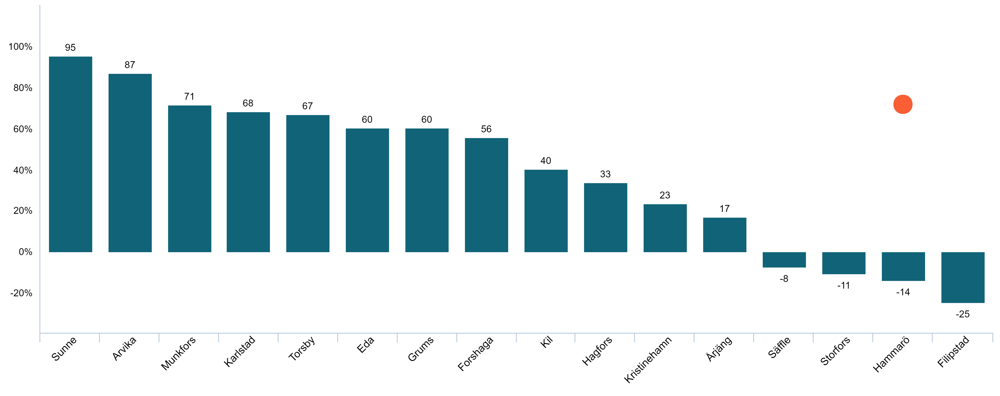 100%
80%
60%
40%
20%
0%
-20%
95
87
71
68
67
60
60
56
40
33
23
17
-8
-11
-14
-25
Sunne
Arvika
Munkfors
Karlstad
Torsby
Eda
Grums
Forshaga
Kil
Hagfors
Kristinehamn
Årjäng
Säffle
Storfors
Hammarö
Filipstad